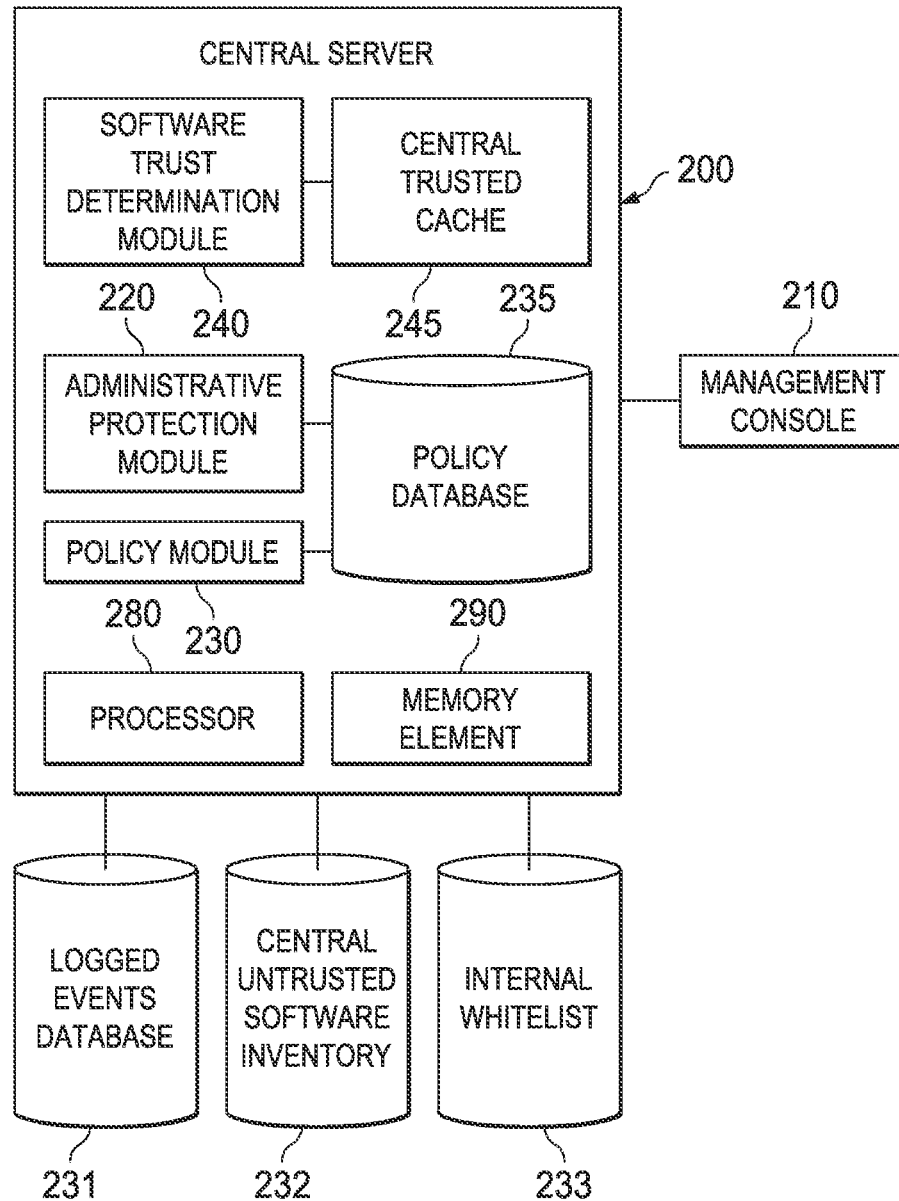 CENTRAL SERVER
SOFTWARE
TRUST
DETERMINATION
MODULE
CENTRAL
TRUSTED
CACHE
200
220
240
245
235
210
ADMINISTRATIVE
PROTECTION
MODULE
POLICY
DATABASE
MANAGEMENT
CONSOLE
POLICY MODULE
280
230
290
PROCESSOR
MEMORY
ELEMENT
LOGGED
EVENTS
DATABASE
CENTRAL
UNTRUSTED
SOFTWARE
INVENTORY
INTERNAL
WHITELIST
231
232
233